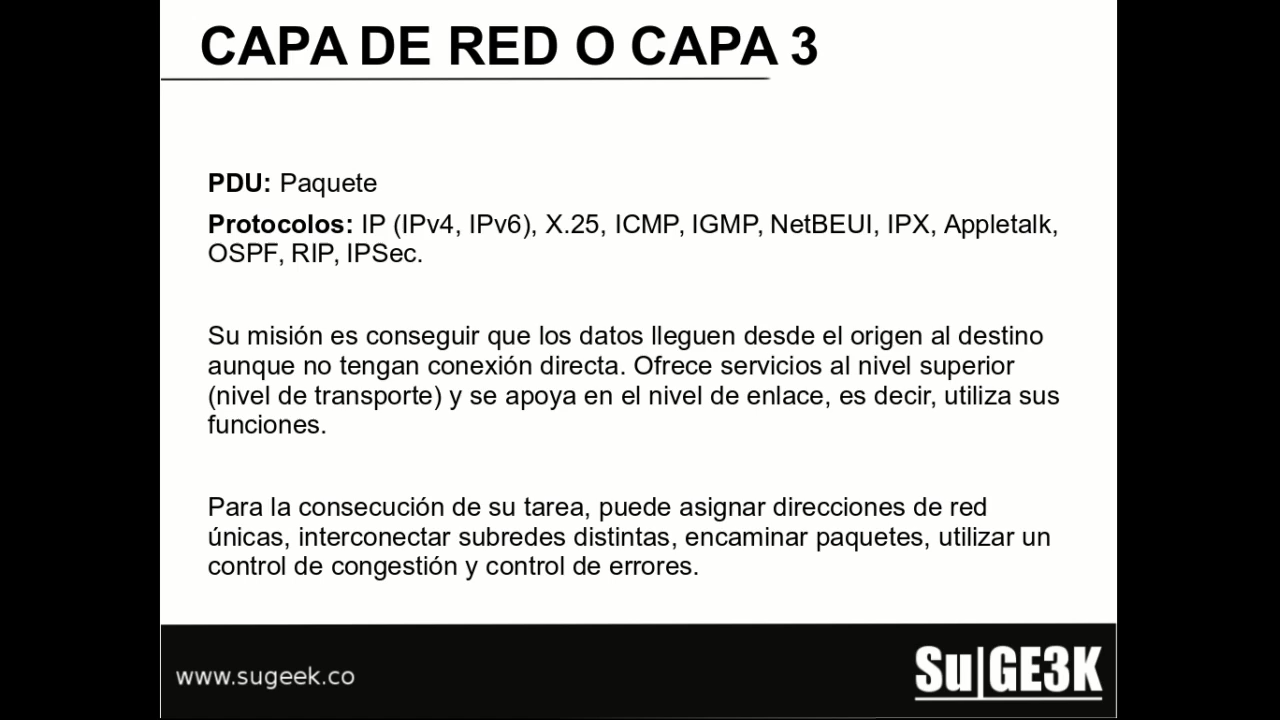 CAPA DE RED O CAPA 3
PDU: Paquete
Protocolos: IP (IPv4, IPv6), X.25, ICMP, IGMP, NetBEUI, IPX, Appletalk,
OSPF, RIP, IPSec.
Su misión es conseguir que los datos lleguen desde el origen al destino
aunque no tengan conexión directa. Ofrece servicios al nivel superior
(nivel de transporte) y se apoya en el nivel de enlace, es decir, utiliza sus
funciones.
Para la consecución de su tarea, puede asignar direcciones de red
únicas, interconectar subredes distintas, encaminar paquetes, utilizar un
control de congestión y control de errores.
www.sugeek.co
Su|GE3K